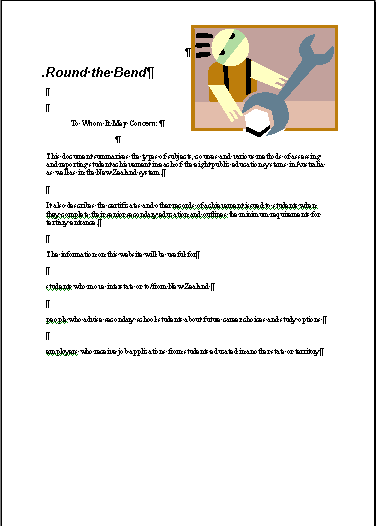 ¶
.Round·the·Bend¶
¶
¶
To·Whom·It·May·Concern:¶
¶
This·document·summaries·the·types·of·subjects,·courses·and·various·methods·of·assessing·
and·reporting·student·achievement·in·each·of·the·eight·public·education·systems·in·Australia·
as·well·as·in·the·New·Zealand·system.¶
¶
It·also·describes·the·certificates·and·other·records·of·achievement·issued·to·students·when·
they·complete·their·senior·secondary·education·and·outlines·the·minimum·requirements·for·
tertiary·entrance.¶
¶
The·information·on·this·website·will·be·useful·for¶
¶
students·who·move·interstate·or·to/from·New·Zealand·¶
¶
people·who·advise·secondary·school·students·about·future·career·choices·and·study·options·¶
¶
employers·who·receive·job·applications·from·students·educated·in·another·state·or·territory¶